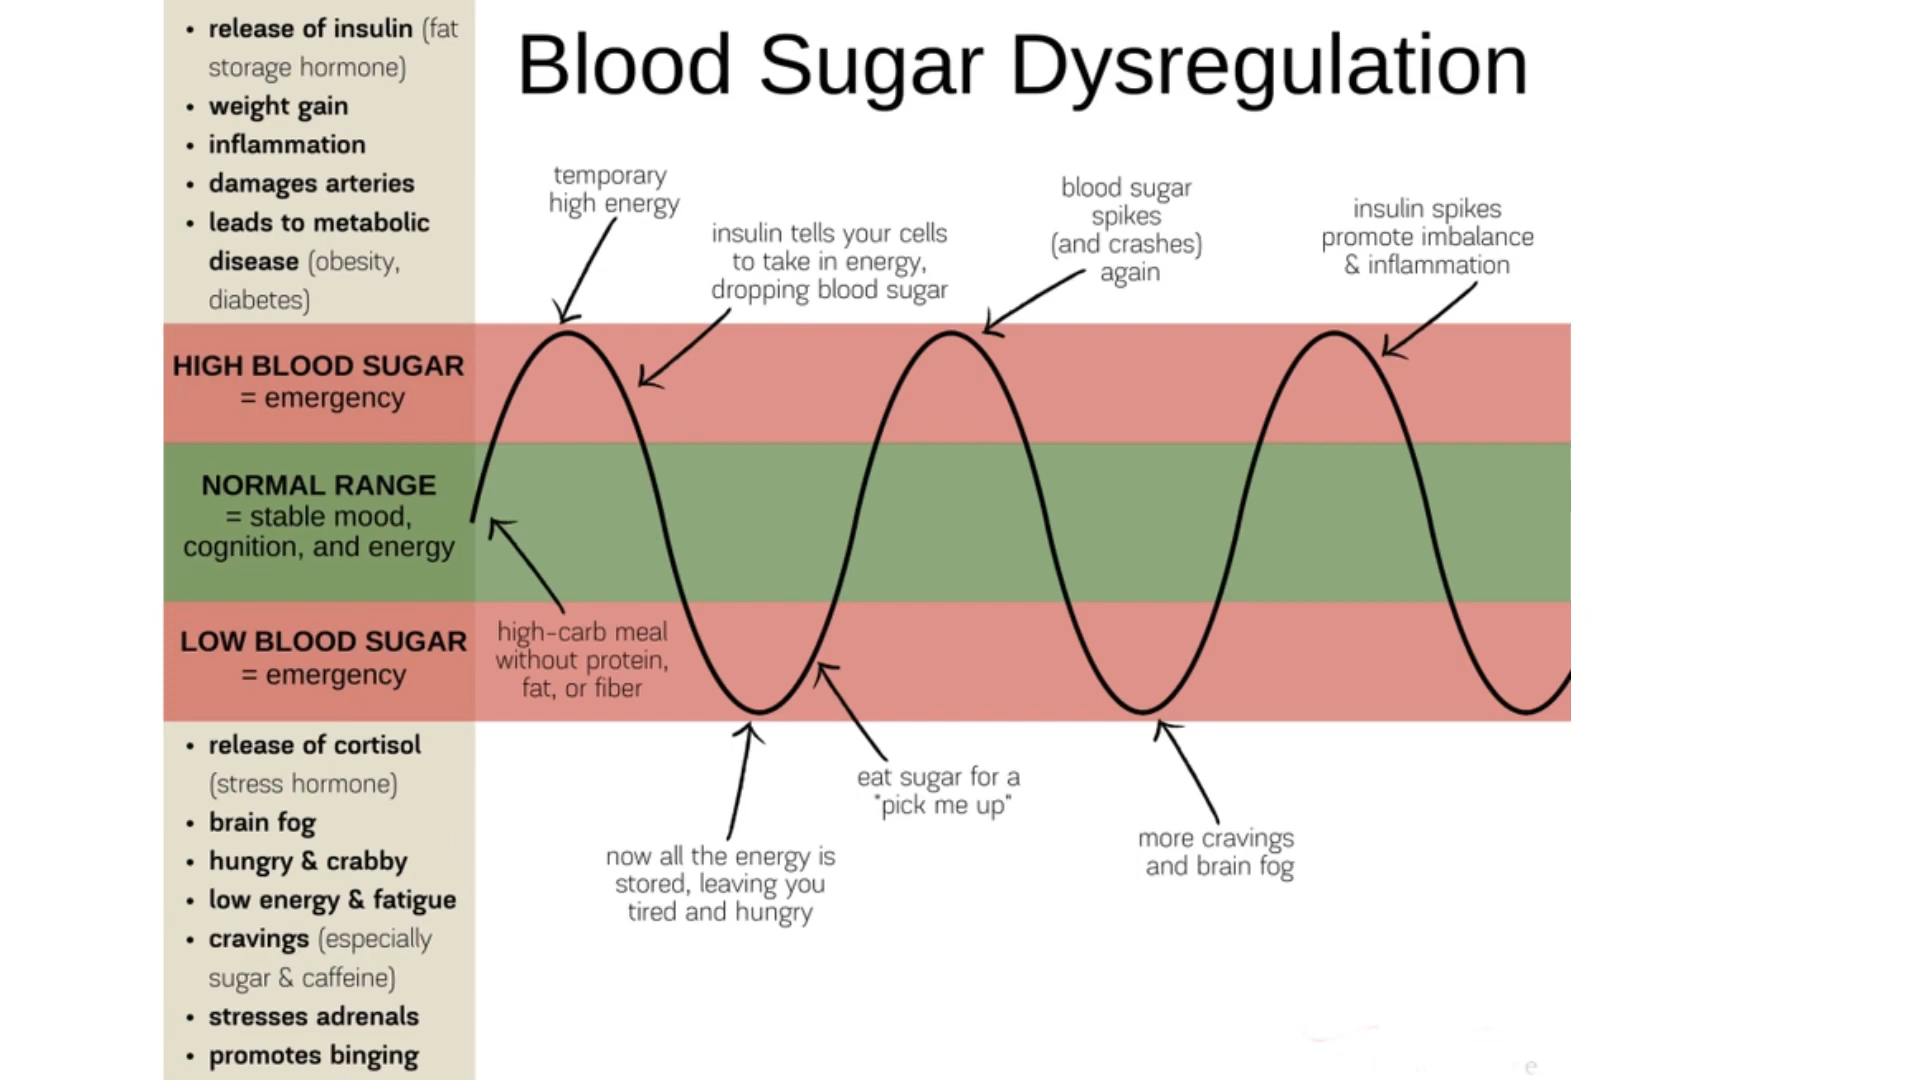 • release of insulin (fat
storage hormone)
• weight gain
• inflammation
• damages arteries
• leads to metabolic
disease (obesity,
diabetes)
HIGH BLOOD SUGAR
= emergency
NORMAL RANGE
= stable mood,
cognition, and energy
LOW BLOOD SUGAR
= emergency
• release of cortisol
(stress hormone)
• brain fog
• hungry & crabby
• low energy & fatigue
• cravings (especially
sugar & caffeine)
• stresses adrenals
• promotes binging
Blood Sugar Dysregulation
temporary
high energy
insulin tells your cells
to take in energy,
dropping blood sugar
blood sugar
spikes
(and crashes)
again
insulin spikes
promote imbalance
& inflammation
high-carb meal
without protein,
fat, or fiber
now all the energy is
stored, leaving you
tired and hungry
eat sugar for a
"pick me up"
more cravings
and brain fog
e